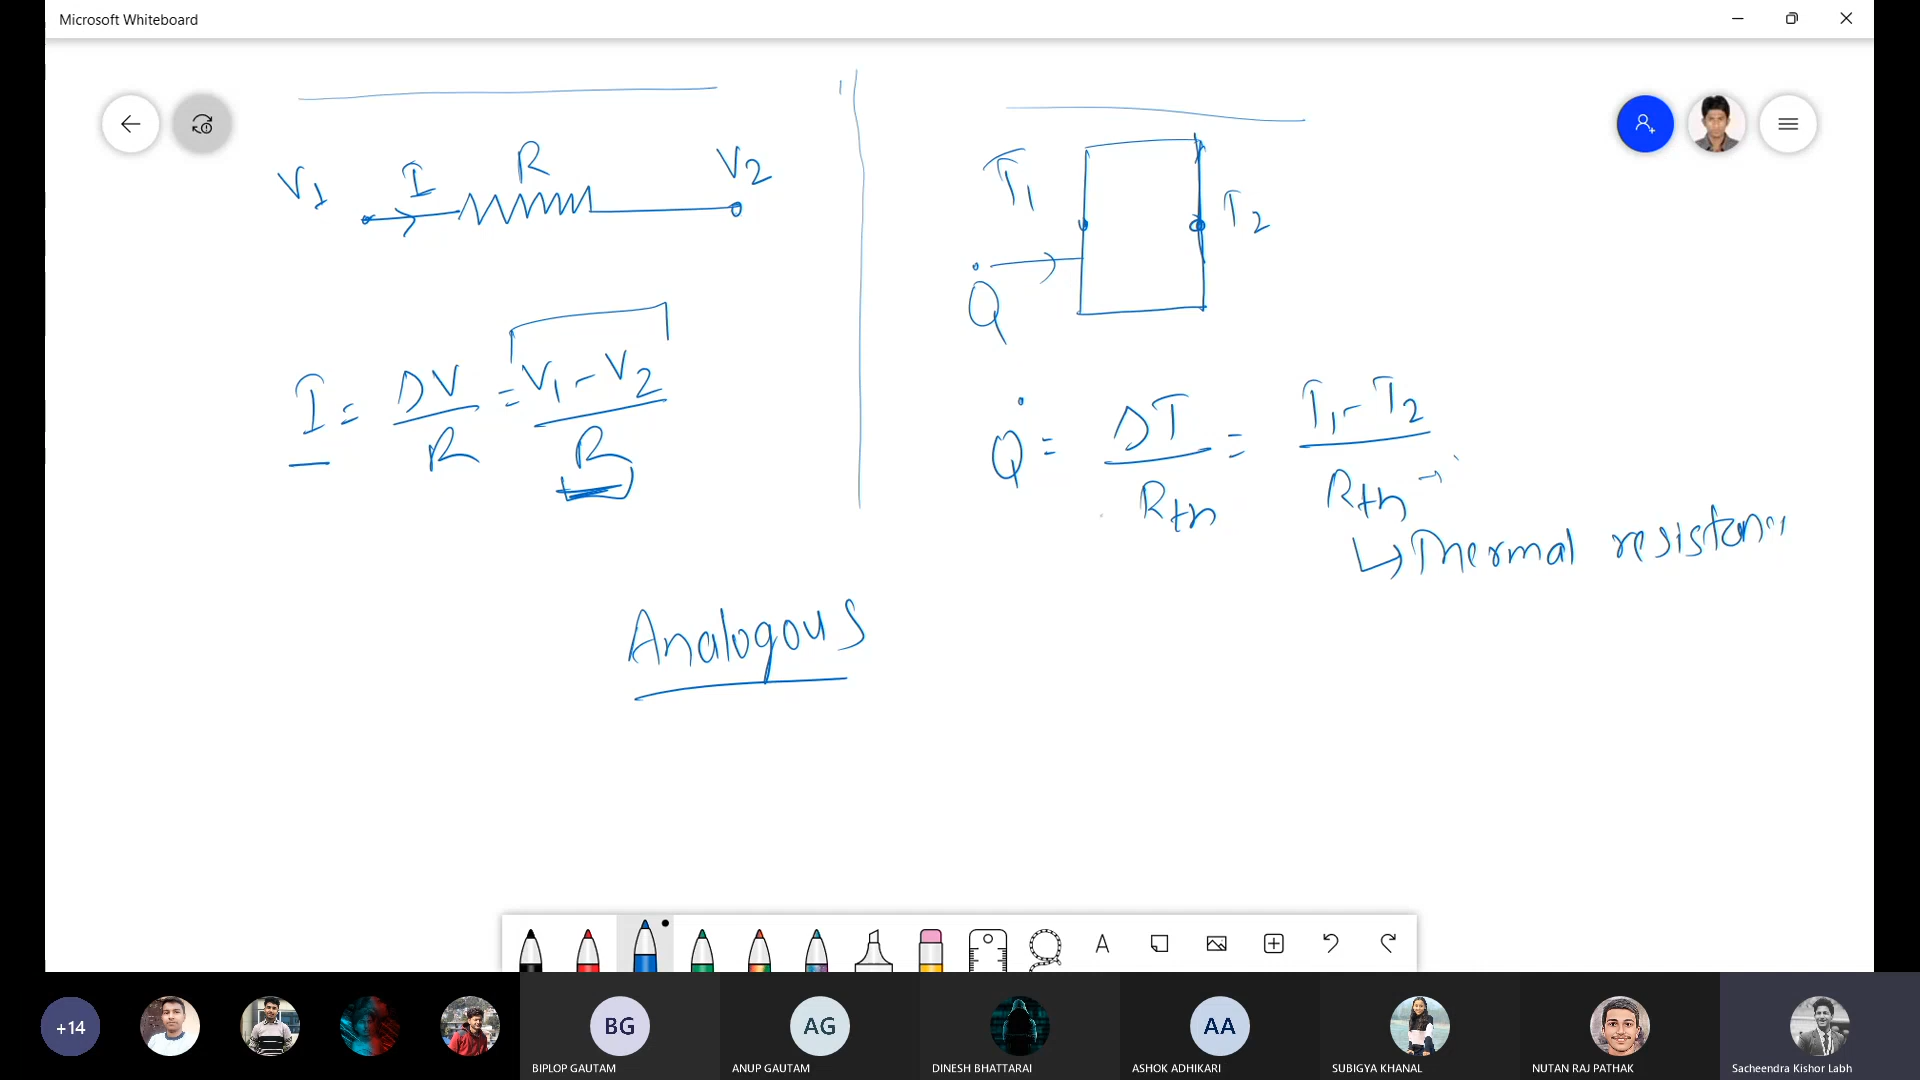 Microsoft Whiteboard
V1 I R V2
I = ΔV/R = V1 - V2/R
T1 T2
Q̇
Q̇ = ΔT/Rth = T1 - T2/Rth →
↳ Thermal resistanc
Analogous
A
+14
BG
AG
AA
BIPLOP GAUTAM
ANUP GAUTAM
DINESH BHATTARAI
ASHOK ADHIKARI
SUBIGYA KHANAL
NUTAN RAJ PATHAK
Sacheendra Kishor Labh